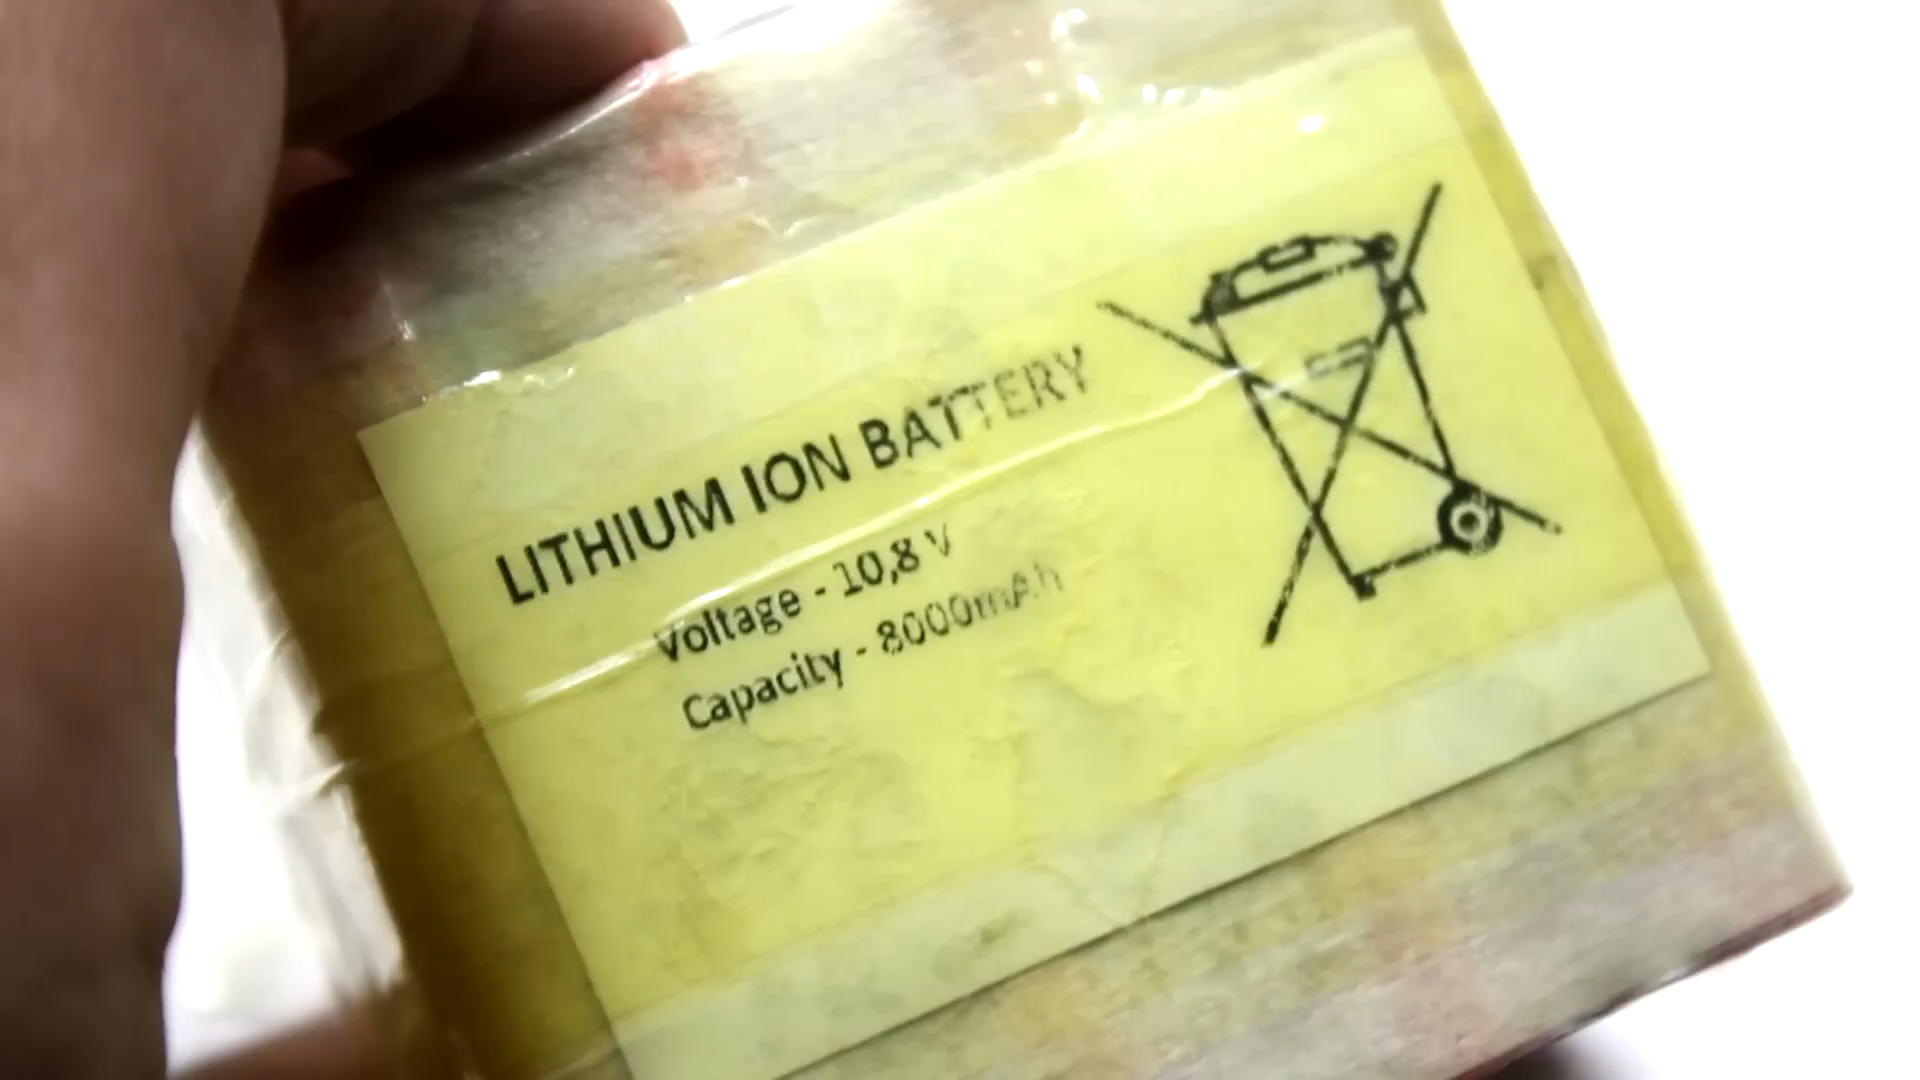 LITHIUM ION BATTERY
Voltage - 10,8 V
Capacity - 8000mAh